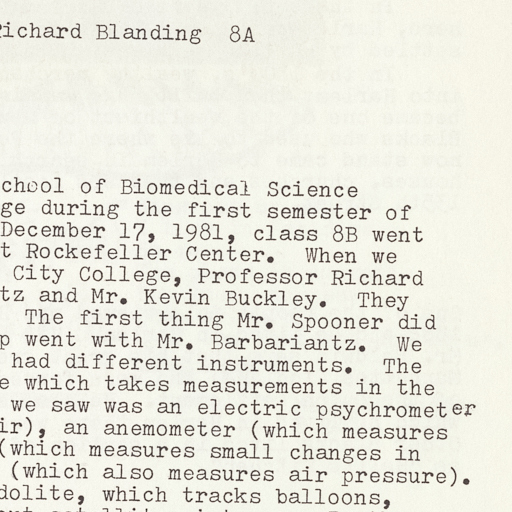 Richard Blanding 8A
chool of Biomedical Science
ge during the first semester of
December 17, 1981, class 8B went
t Rockefeller Center. When we
City College, Professor Richard
tz and Mr. Kevin Buckley. They
The first thing Mr. Spooner did
p went with Mr. Barbariantz. We
had different instruments. The
e which takes measurements in the
we saw was an electric psychrometer
ir), an anemometer (which measures
(which measures small changes in
(which also measures air pressure).
dolite, which tracks balloons,